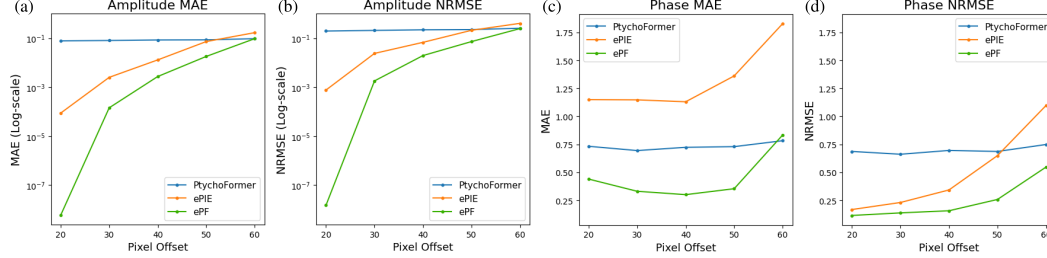 (a) Amplitude MAE
MAE (Log-scale)
10⁻¹
10⁻³
10⁻⁵
10⁻⁷
PtychoFormer
ePIE
ePF
20 30 40 50 60
Pixel Offset
(b) Amplitude NRMSE
NRMSE (Log-scale)
10⁻¹
10⁻³
10⁻⁵
10⁻⁷
PtychoFormer
ePIE
ePF
20 30 40 50 60
Pixel Offset
(c) Phase MAE
MAE
1.75
1.50
1.25
1.00
0.75
0.50
0.25
PtychoFormer
ePIE
ePF
20 30 40 50 60
Pixel Offset
(d) Phase NRMSE
NRMSE
1.75
1.50
1.25
1.00
0.75
0.50
0.25
PtychoFormer
ePIE
ePF
20 30 40 50 60
Pixel Offset